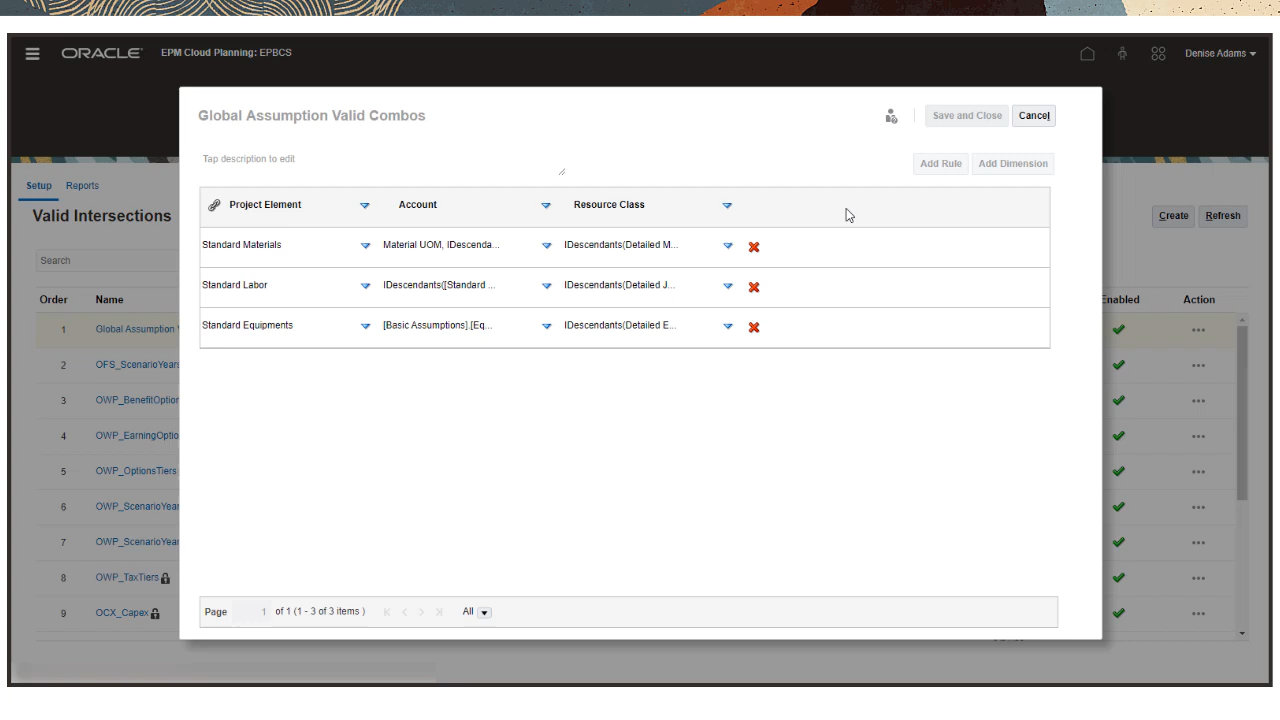 ORACLE® EPM Cloud Planning: EPBCS Denise Adams
Global Assumption Valid Combos Save and Close Cancel
Tap description to edit
Add Rule Add Dimension
Setup Reports
Valid Intersections Create Refresh
Project Element Account Resource Class
Standard Materials Material UOM, IDescenda... IDescendants(Detailed M...
Search
Standard Labor IDescendants([Standard ... IDescendants(Detailed J...
Order Name Enabled Action
Standard Equipments [Basic Assumptions].[Eq... IDescendants(Detailed E...
1 Global Assumption
2 OFS_ScenarioYears
3 OWP_BenefitOption
4 OWP_EarningOptio
5 OWP_OptionsTiers
6 OWP_ScenarioYear
7 OWP_ScenarioYear
8 OWP_TaxTiers
9 OCX_Capex
Page 1 of 1 (1 - 3 of 3 items ) All